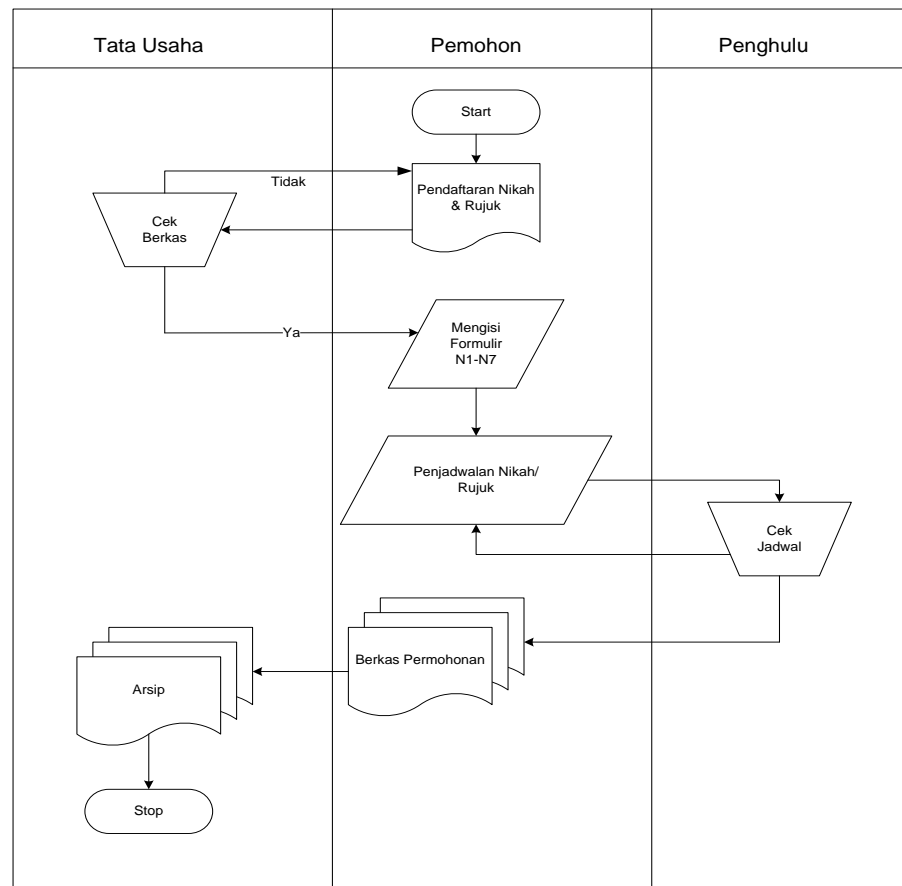 Tata Usaha
Pemohon
Penghulu
Start
Tidak
Pendaftaran Nikah
& Rujuk
Cek
Berkas
Ya
Mengisi
Formulir
N1-N7
Penjadwalan Nikah/
Rujuk
Cek
Jadwal
Berkas Permohonan
Arsip
Stop